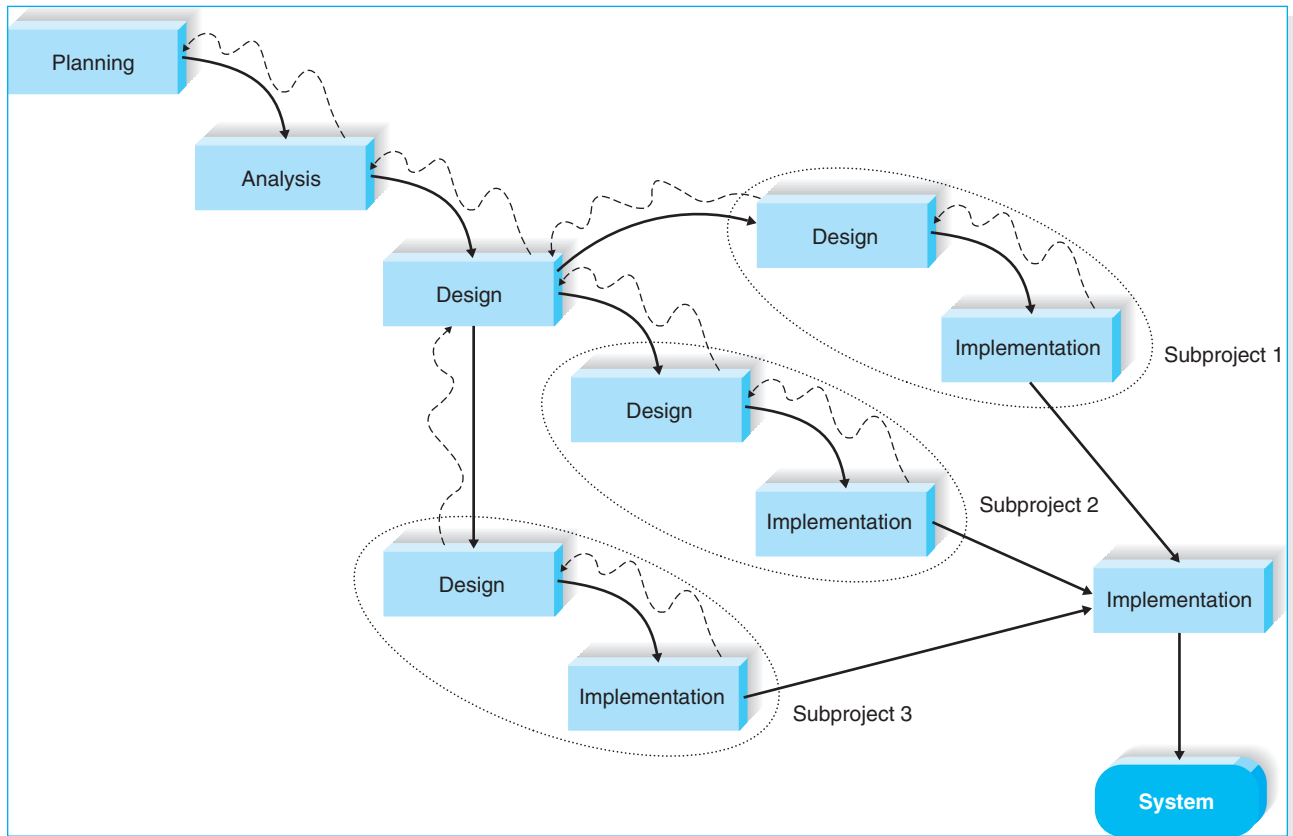 Planning
Analysis
Design
Design
Implementation
Subproject 1
Design
Implementation
Subproject 2
Design
Implementation
Subproject 3
Implementation
System